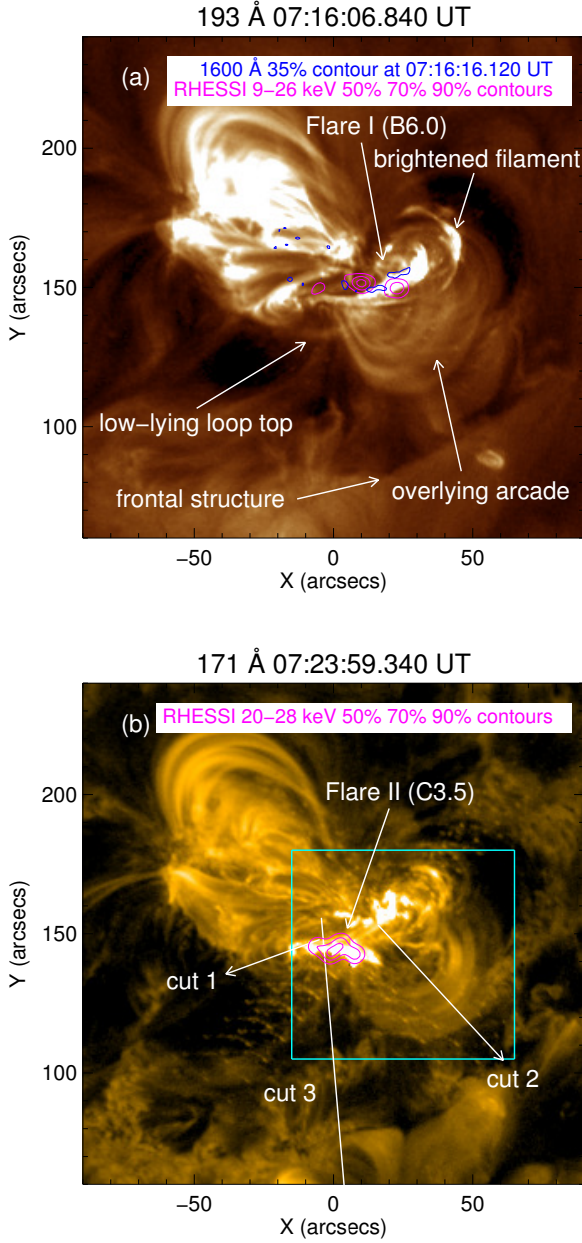 193 Å 07:16:06.840 UT
(a)
1600 Å 35% contour at 07:16:16.120 UT
RHESSI 9−26 keV 50% 70% 90% contours
Flare I (B6.0)
brightened filament
low−lying loop top
overlying arcade
frontal structure
Y (arcsecs)
200
150
100
−50
0
50
X (arcsecs)
171 Å 07:23:59.340 UT
(b)
RHESSI 20−28 keV 50% 70% 90% contours
Flare II (C3.5)
cut 1
cut 2
cut 3
Y (arcsecs)
200
150
100
−50
0
50
X (arcsecs)